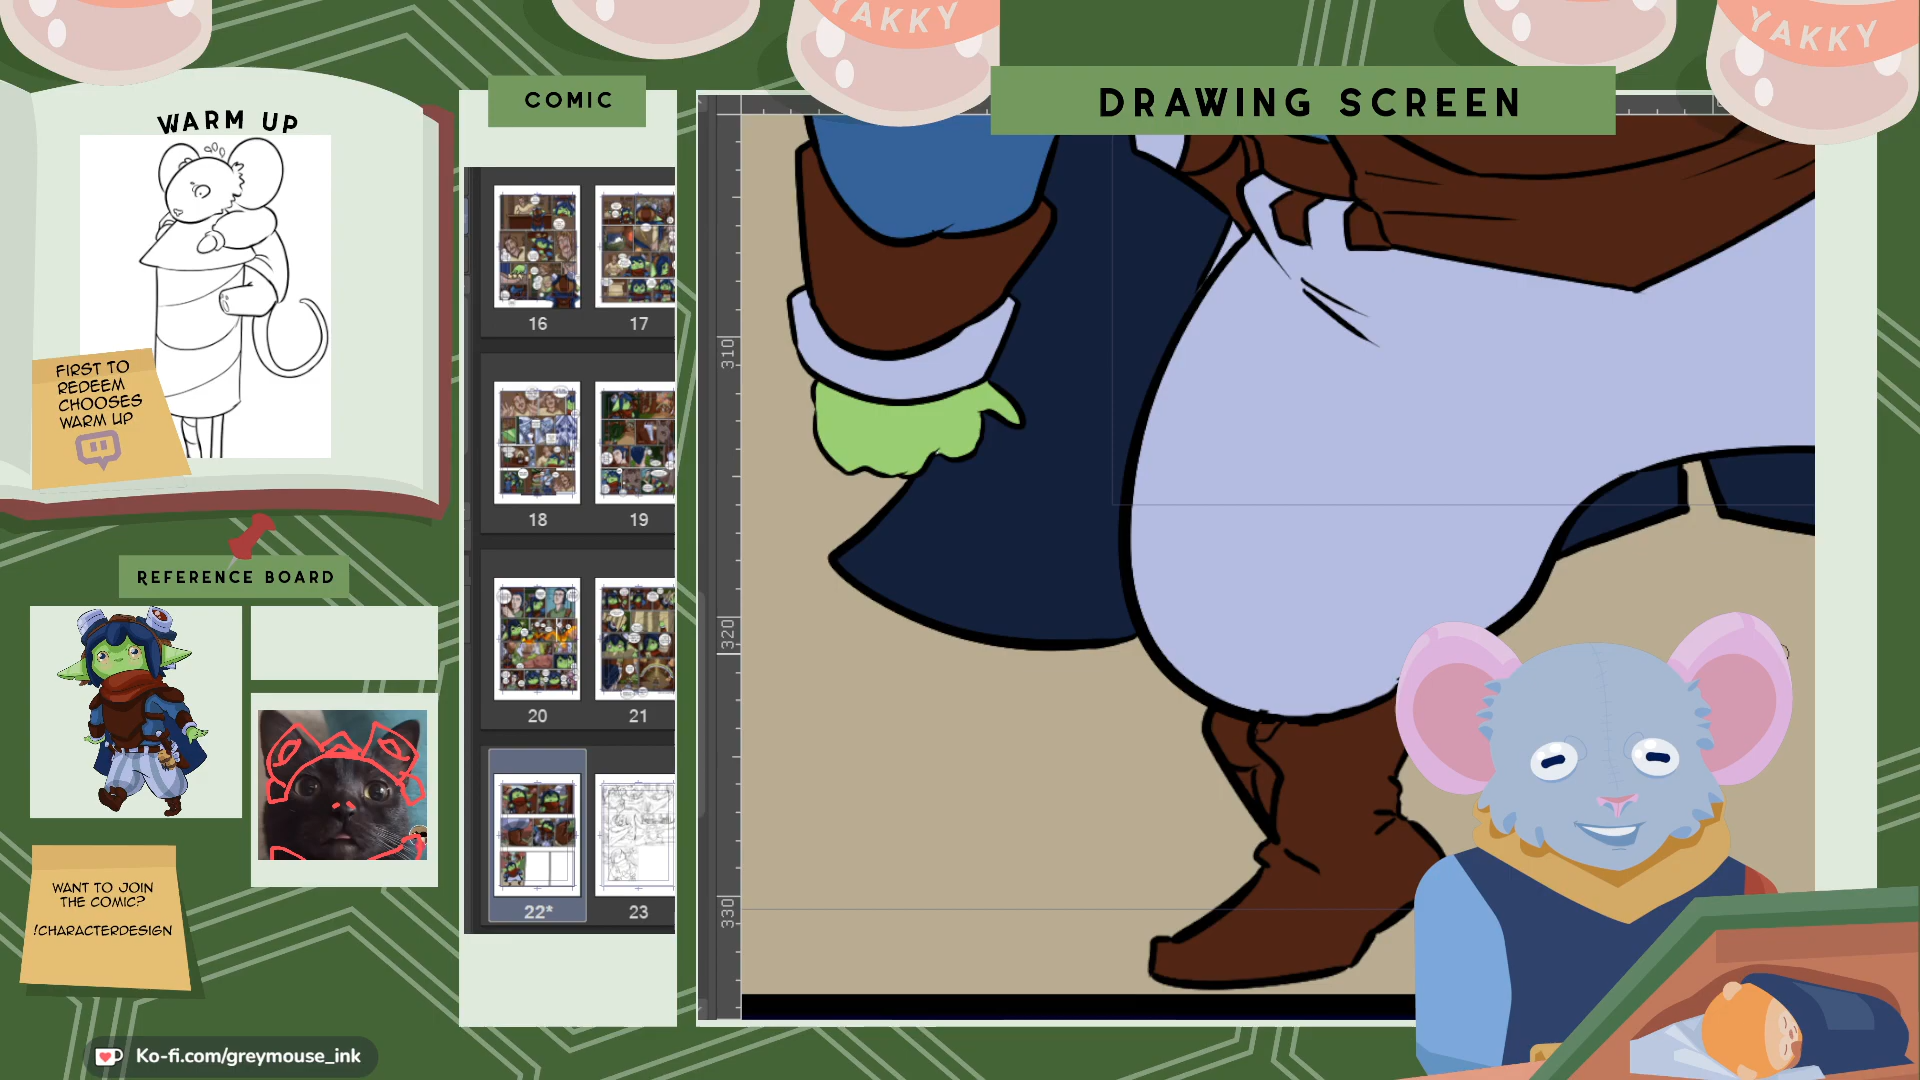 YAKKY
YAKKY
WARM UP
FIRST TO
REDEEM
CHOOSES
WARM UP
COMIC
16
17
18
19
20
21
22*
23
DRAWING SCREEN
310
320
330
REFERENCE BOARD
WANT TO JOIN
THE COMIC?
!CHARACTERDESIGN
Ko-fi.com/greymouse_ink